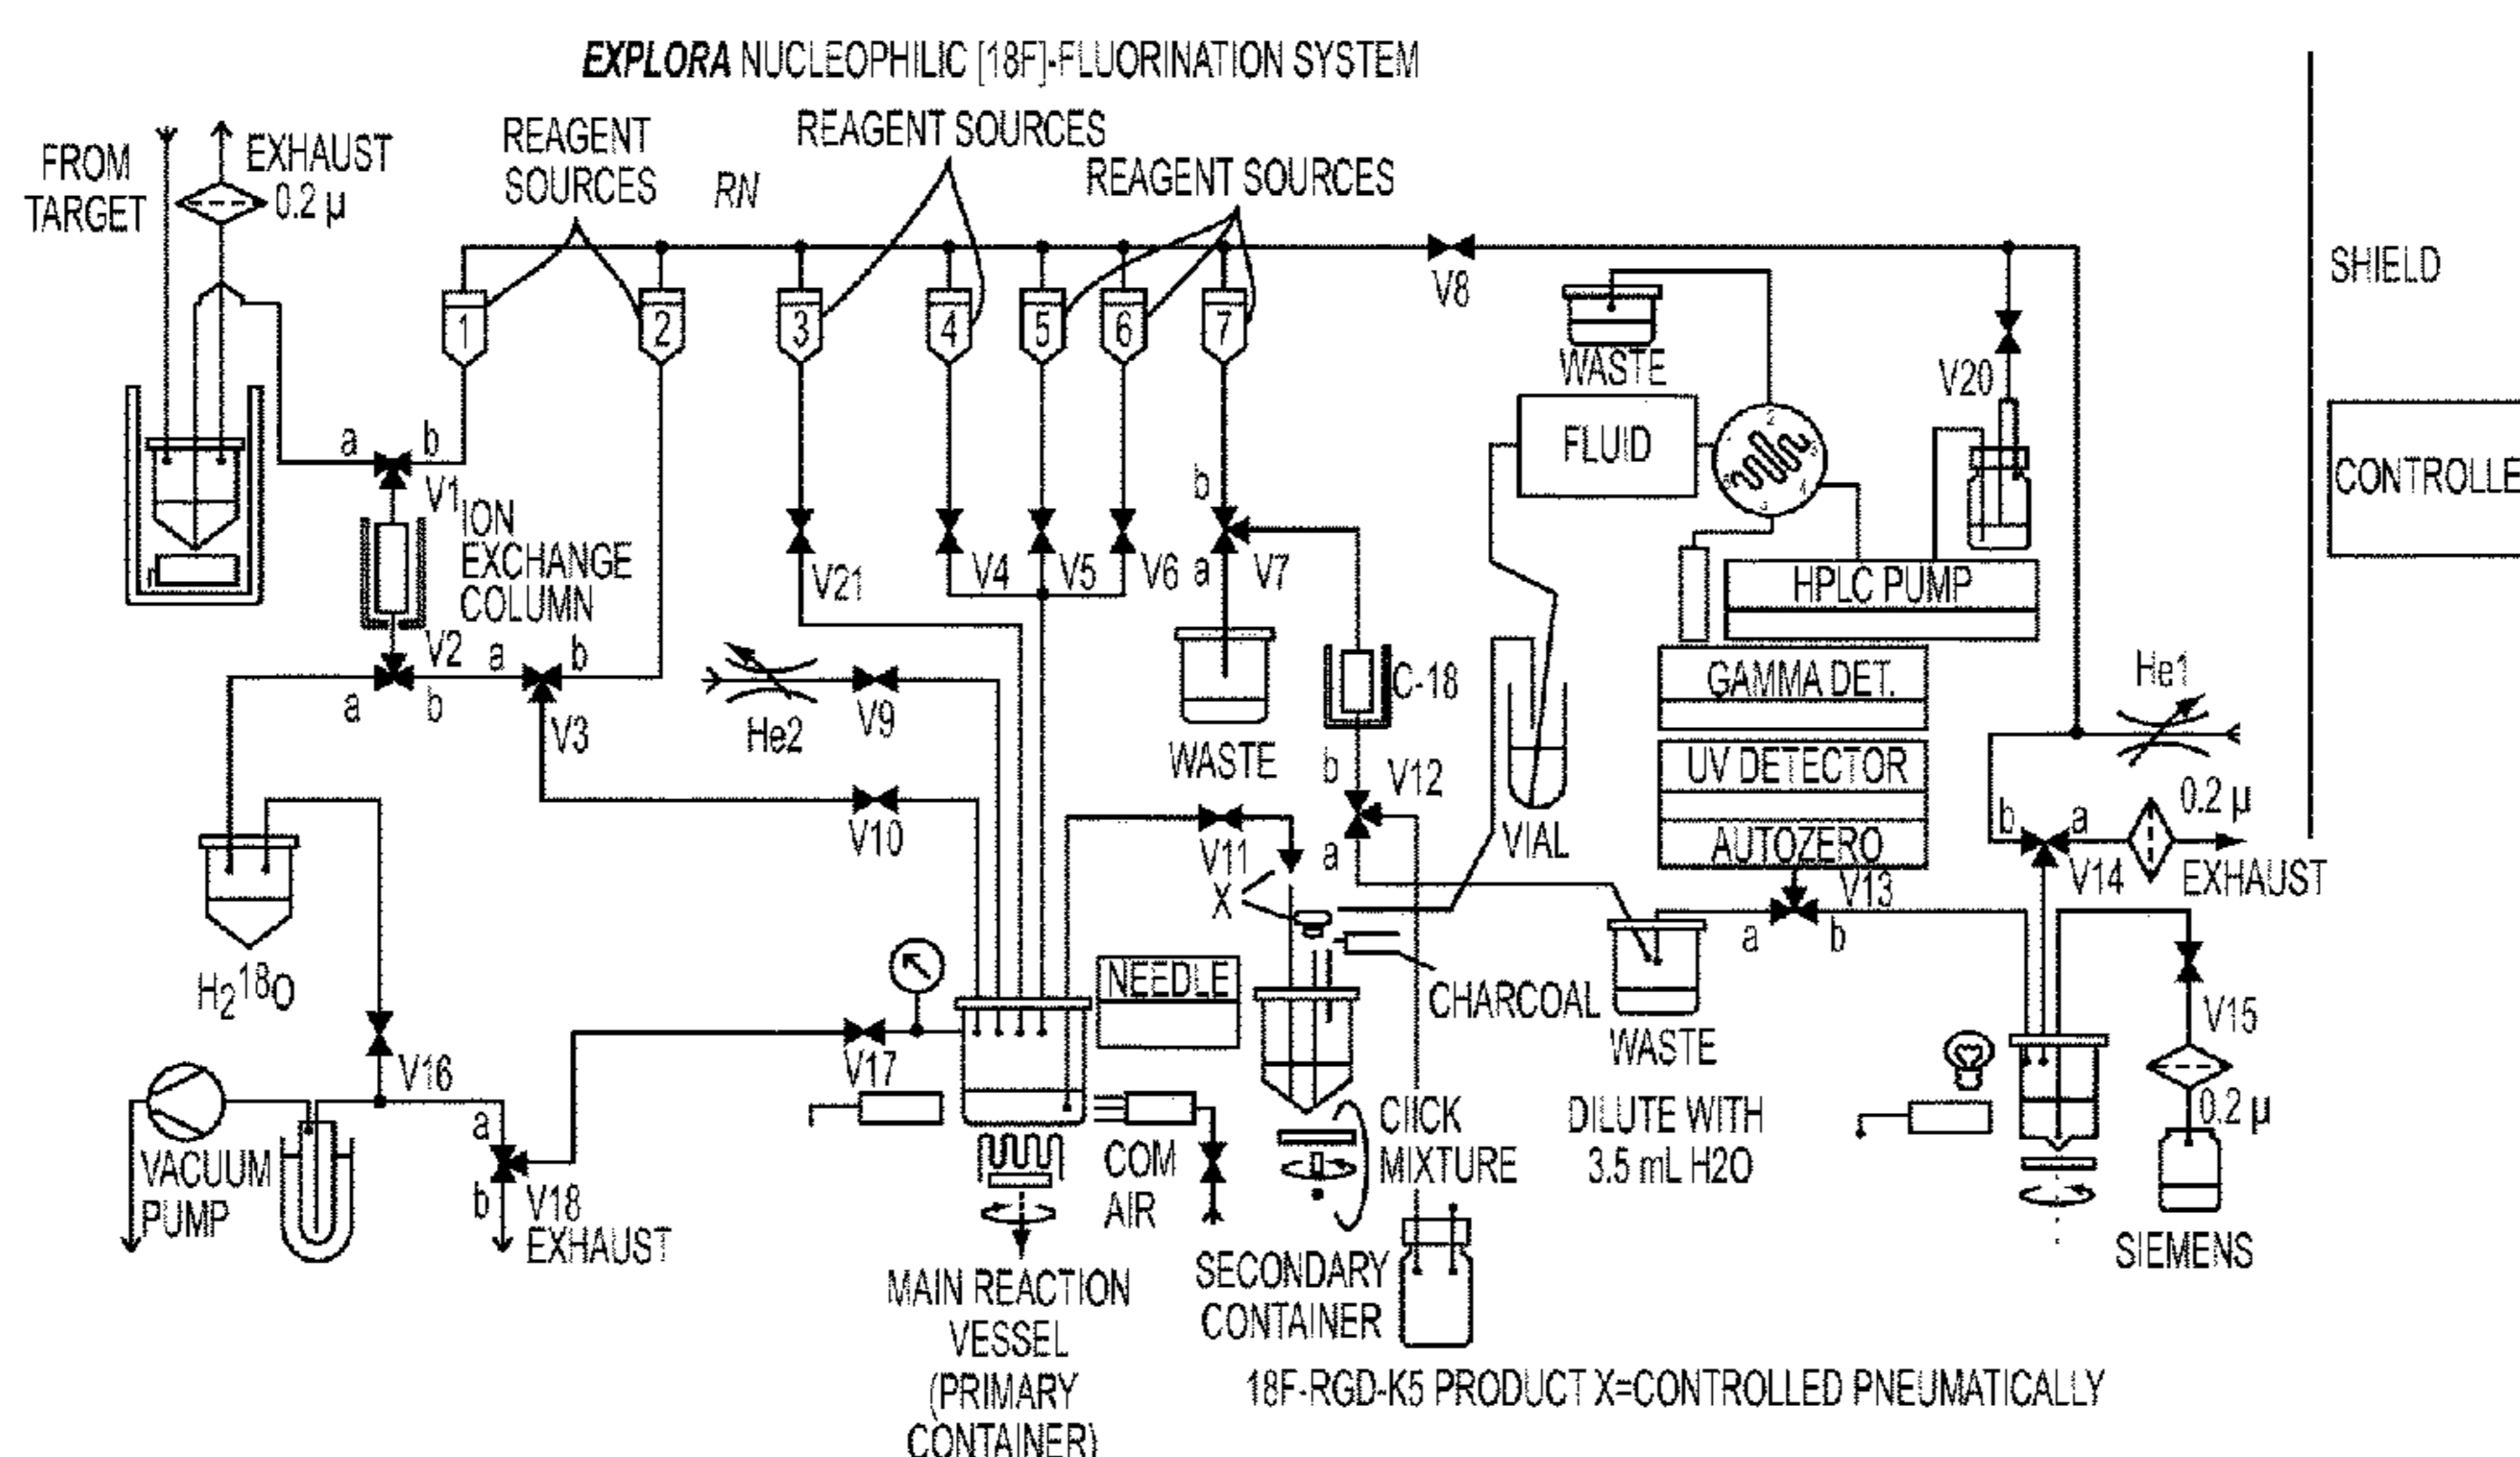 EXPLORA NUCLEOPHILIC [18F]-FLUORINATION SYSTEM
FROM
TARGET
EXHAUST
0.2 µ
REAGENT
SOURCES
RN
REAGENT SOURCES
REAGENT SOURCES
SHIELD
CONTROLLE
1
2
3
4
5
6
7
V8
WASTE
V20
FLUID
2
3
4
a
b
V1
ION
EXCHANGE
COLUMN
V2
a
b
a
b
V3
V21
V4
V5
V6
b
a
V7
HPLC PUMP
GAMMA DET.
UV DETECTOR
AUTOZERO
He2
V9
V10
WASTE
C-18
b
V12
a
VIAL
He1
0.2 µ
b
a
V14
EXHAUST
V11
X
V13
a
b
H2 18O
NEEDLE
CHARCOAL
WASTE
V15
0.2 µ
SIEMENS
V16
V17
VACUUM
PUMP
a
b
V18
EXHAUST
COM
AIR
ClICK
MIXTURE
DILUTE WITH
3.5 mL H2O
MAIN REACTION
VESSEL
(PRIMARY
CONTAINER)
SECONDARY
CONTAINER
18F-RGD-K5 PRODUCT X=CONTROLLED PNEUMATICALLY